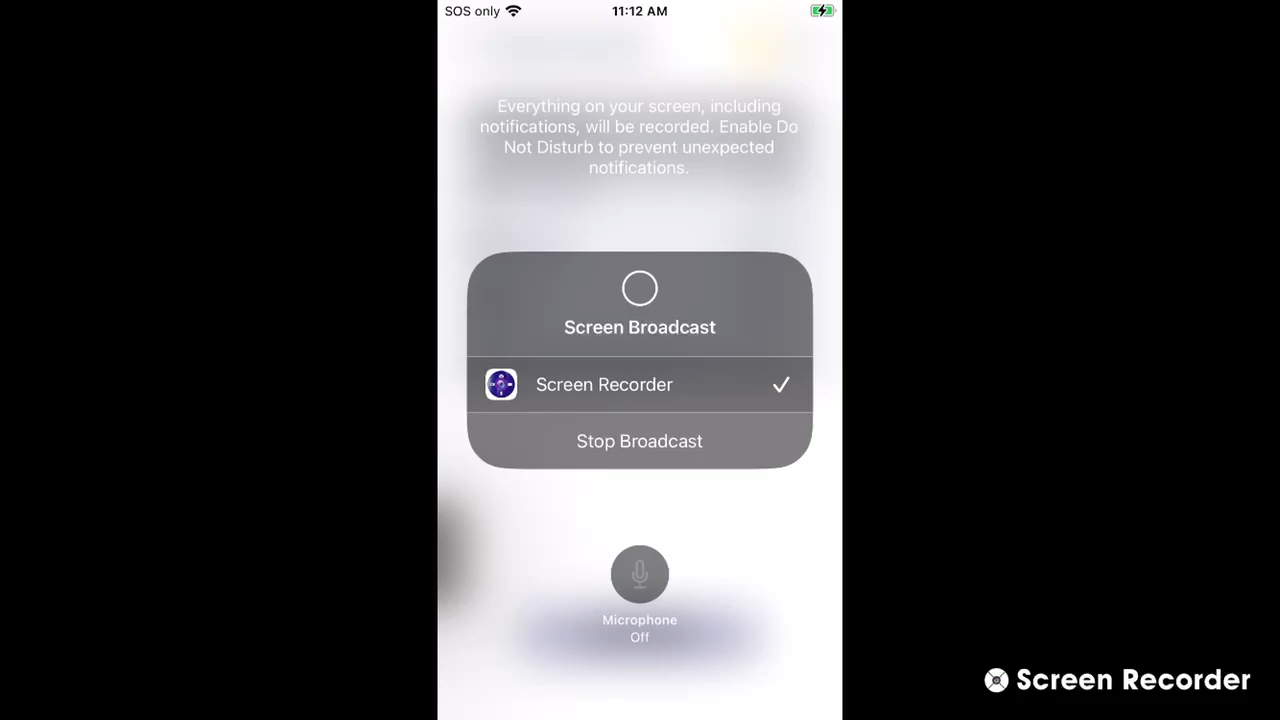 SOS only
11:12 AM
Everything on your screen, including
notifications, will be recorded. Enable Do
Not Disturb to prevent unexpected
notifications.
Screen Broadcast
Screen Recorder
Stop Broadcast
Microphone
Off
Screen Recorder